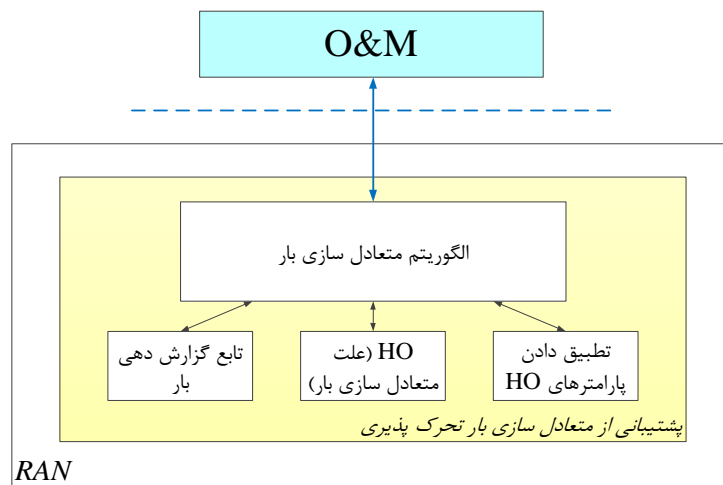 O&M
الگوریتم متعادل سازی بار
تطبیق دادن
پارامترهای HO
HO (علت
متعادل سازی بار)
تابع گزارش دهی
بار
پشتیبانی از متعادل سازی بار تحرک پذیری
RAN